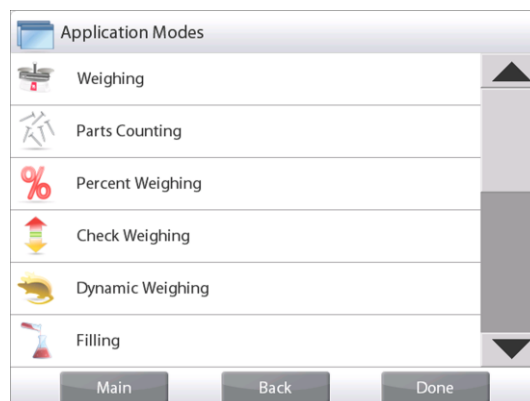 Application Modes
Weighing
Parts Counting
Percent Weighing
Check Weighing
Dynamic Weighing
Filling
Main Back Done